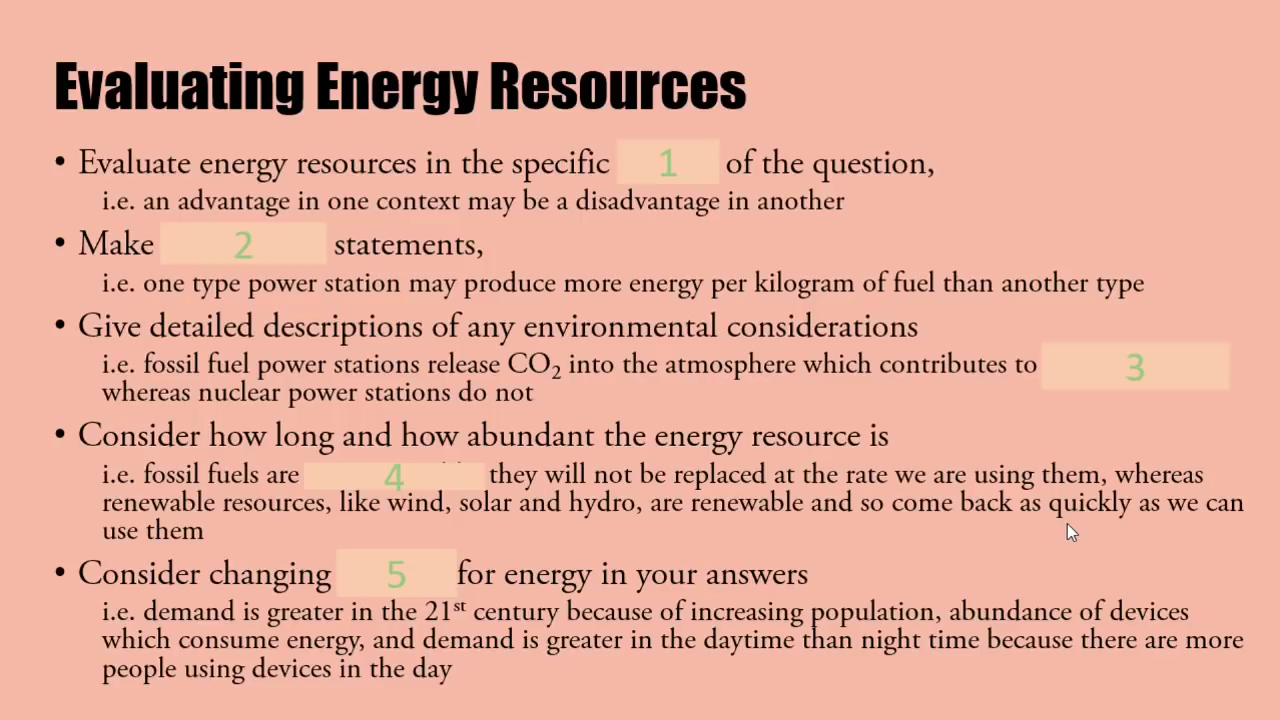 Evaluating Energy Resources
• Evaluate energy resources in the specific 1 of the question,
i.e. an advantage in one context may be a disadvantage in another
• Make 2 statements,
i.e. one type power station may produce more energy per kilogram of fuel than another type
• Give detailed descriptions of any environmental considerations
i.e. fossil fuel power stations release CO₂ into the atmosphere which contributes to 3
whereas nuclear power stations do not
• Consider how long and how abundant the energy resource is
i.e. fossil fuels are 4 they will not be replaced at the rate we are using them, whereas
renewable resources, like wind, solar and hydro, are renewable and so come back as quickly as we can
use them
• Consider changing 5 for energy in your answers
i.e. demand is greater in the 21st century because of increasing population, abundance of devices
which consume energy, and demand is greater in the daytime than night time because there are more
people using devices in the day